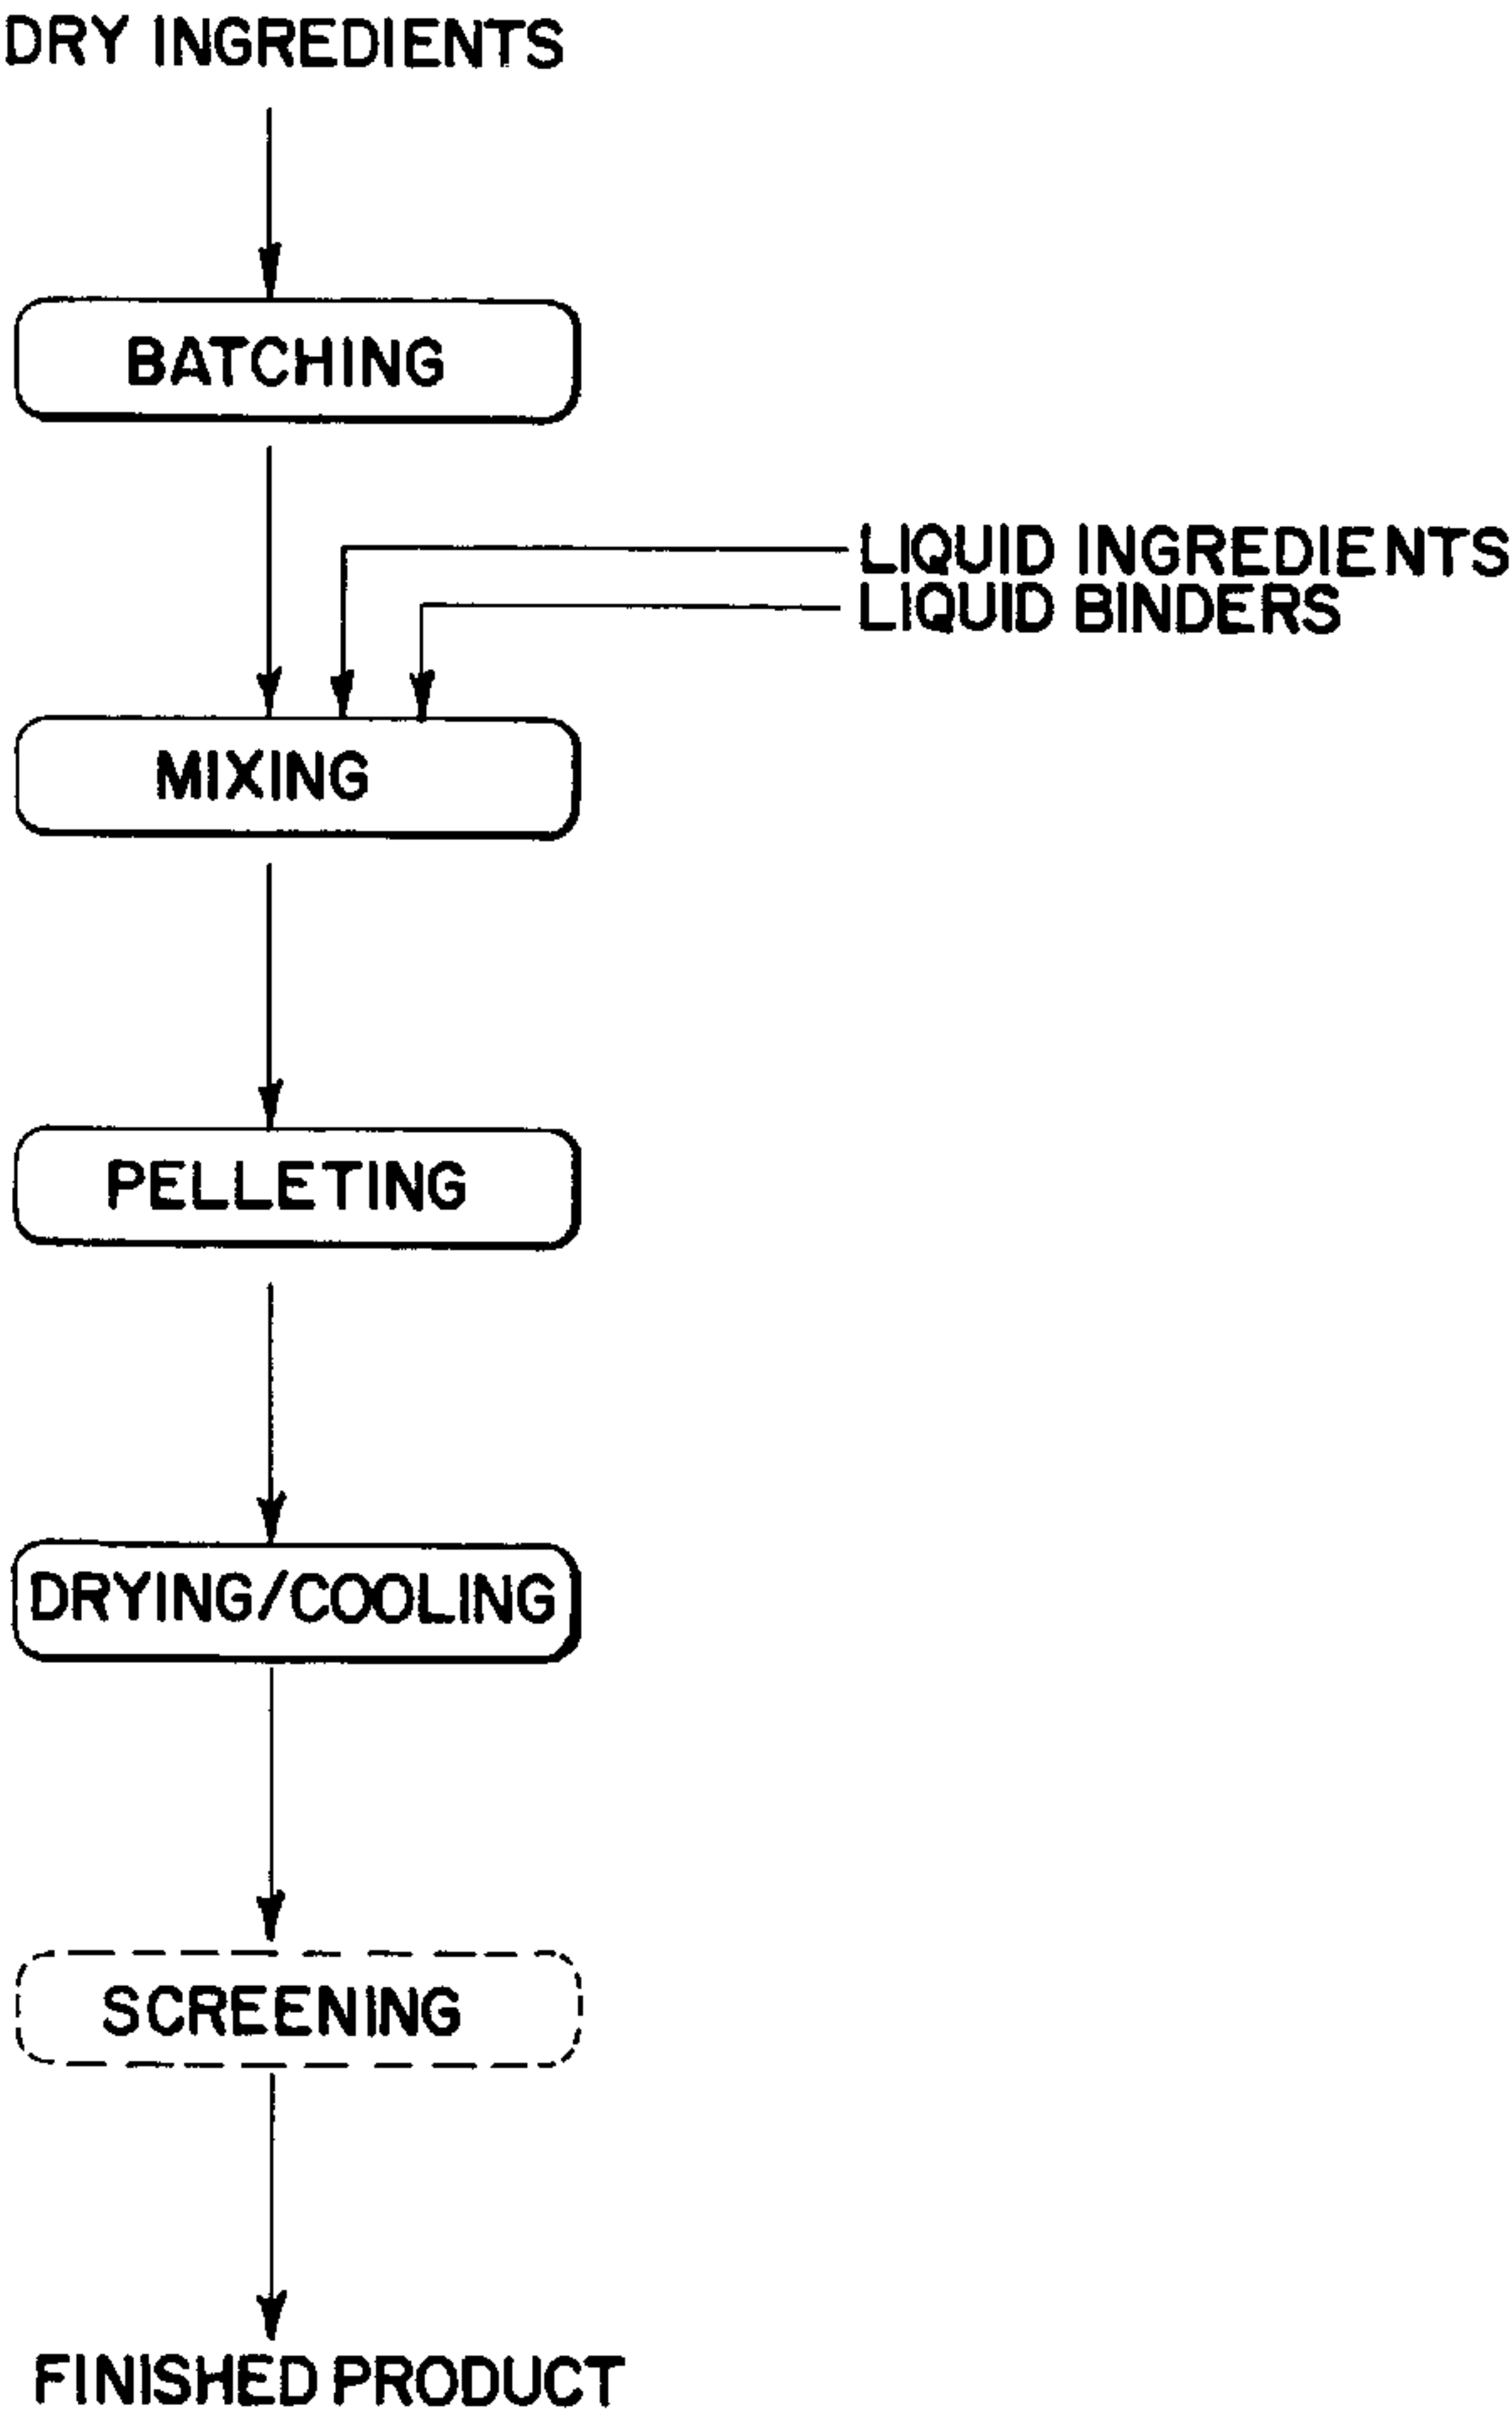 DRY INGREDIENTS
BATCHING
LIQUID INGREDIENTS
LIQUID BINDERS
MIXING
PELLETING
DRYING/COOLING
SCREENING
FINISHED PRODUCT